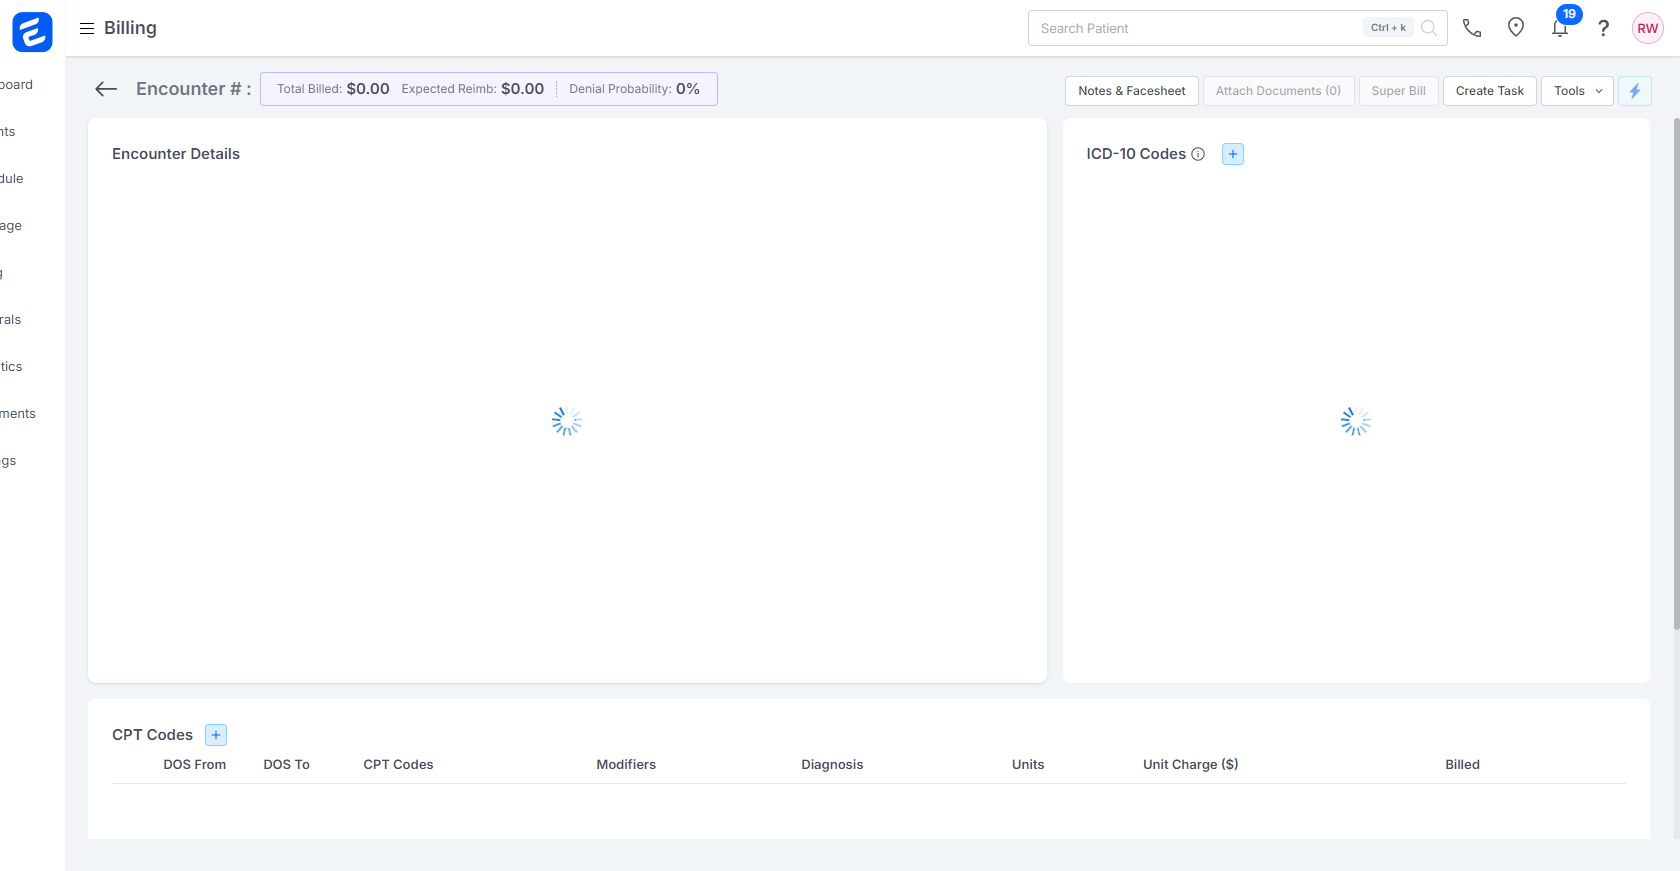 Billing
Search Patient
Ctrl + k
19
?
RW
board
nts
dule
age
g
rals
tics
ments
gs
Encounter # :
Total Billed: $0.00 Expected Reimb: $0.00 Denial Probability: 0%
Notes & Facesheet
Attach Documents (0)
Super Bill
Create Task
Tools
Encounter Details
ICD-10 Codes
+
CPT Codes +
DOS From DOS To CPT Codes Modifiers Diagnosis Units Unit Charge ($) Billed